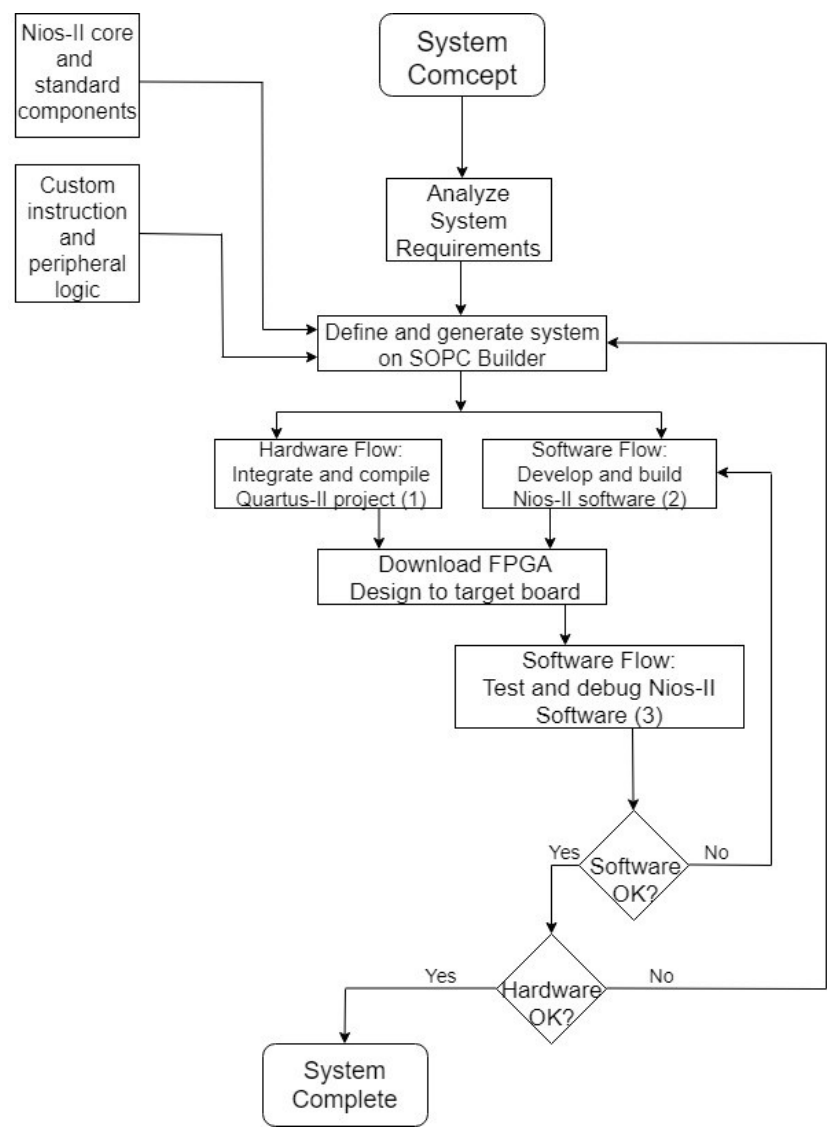 Nios-II core
and
standard
components
System
Comcept
Custom
instruction
and
peripheral
logic
Analyze
System
Requirements
Define and generate system
on SOPC Builder
Hardware Flow:
Integrate and compile
Quartus-II project (1)
Software Flow:
Develop and build
Nios-II software (2)
Download FPGA
Design to target board
Software Flow:
Test and debug Nios-II
Software (3)
Yes
Software
OK?
No
Yes
Hardware
OK?
No
System
Complete